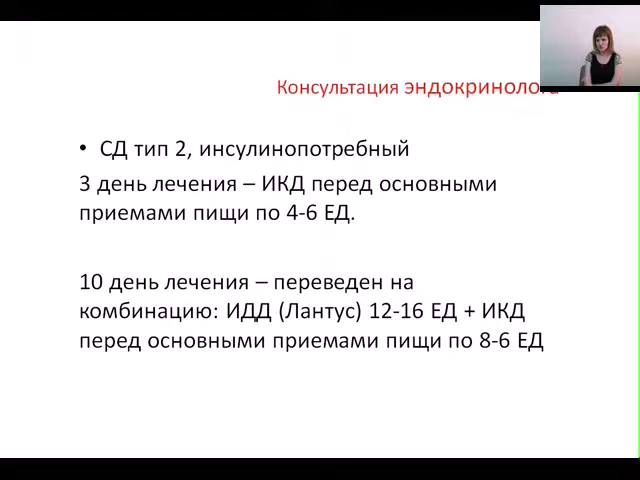 Консультация эндокринолога
• СД тип 2, инсулинопотребный
3 день лечения – ИКД перед основными
приемами пищи по 4-6 ЕД.
10 день лечения – переведен на
комбинацию: ИДД (Лантус) 12-16 ЕД + ИКД
перед основными приемами пищи по 8-6 ЕД